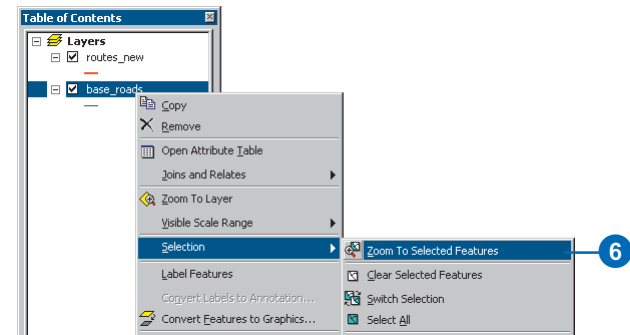 Table of Contents
Layers
routes_new
base_roads
Copy
Remove
Open Attribute Table
Joins and Relates
Zoom To Layer
Visible Scale Range
Selection
Zoom To Selected Features
6
Label Features
Clear Selected Features
Convert Labels to Annotation...
Switch Selection
Convert Features to Graphics...
Select All